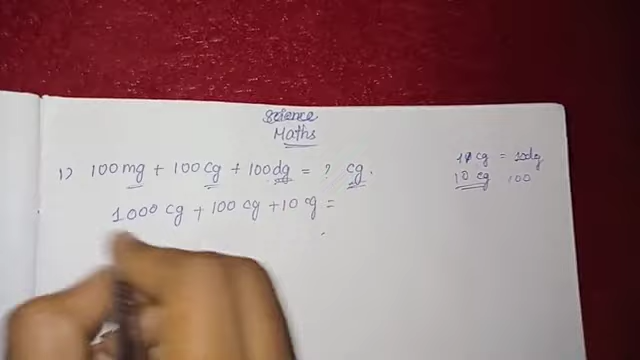 Science
Maths
1) 100 mg + 100 cg + 100 dg = ? cg.
1000 cg + 100 cg + 10 cg =
10 cg = 1
10 cg 100